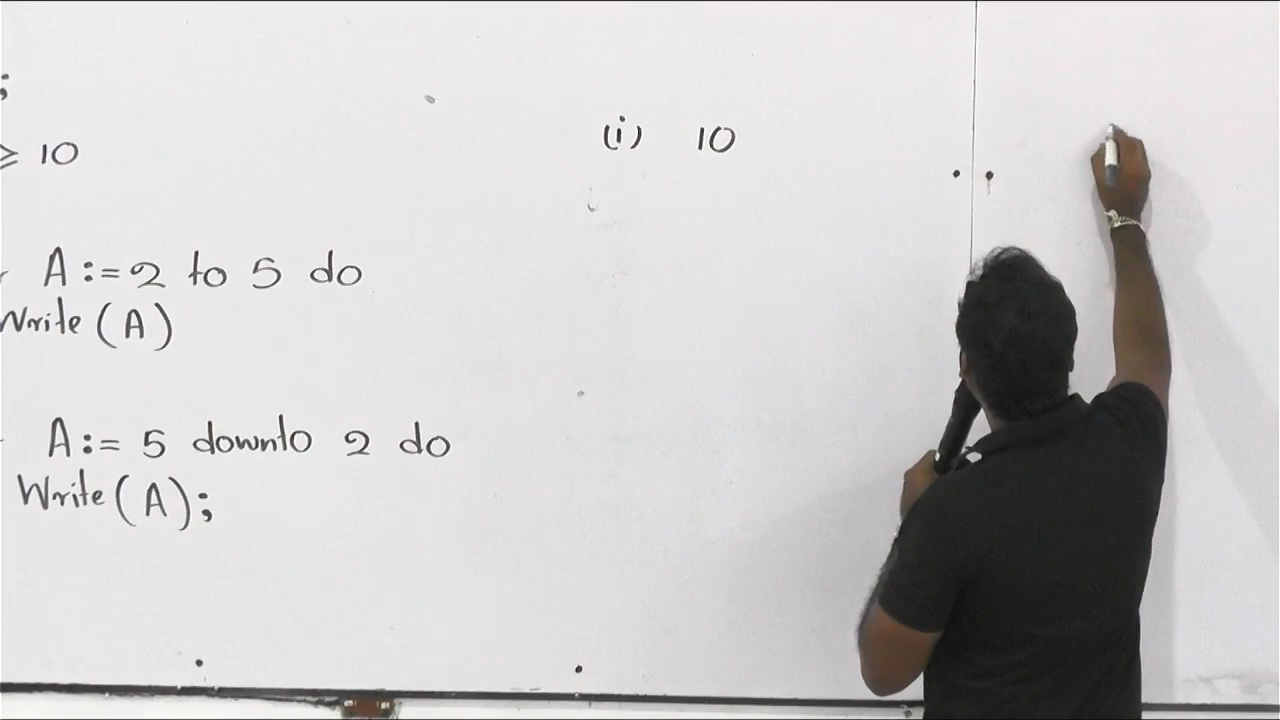 ;
≥ 10
A := 2 to 5 do
Write (A)
A := 5 downto 2 do
Write (A);
(i) 10